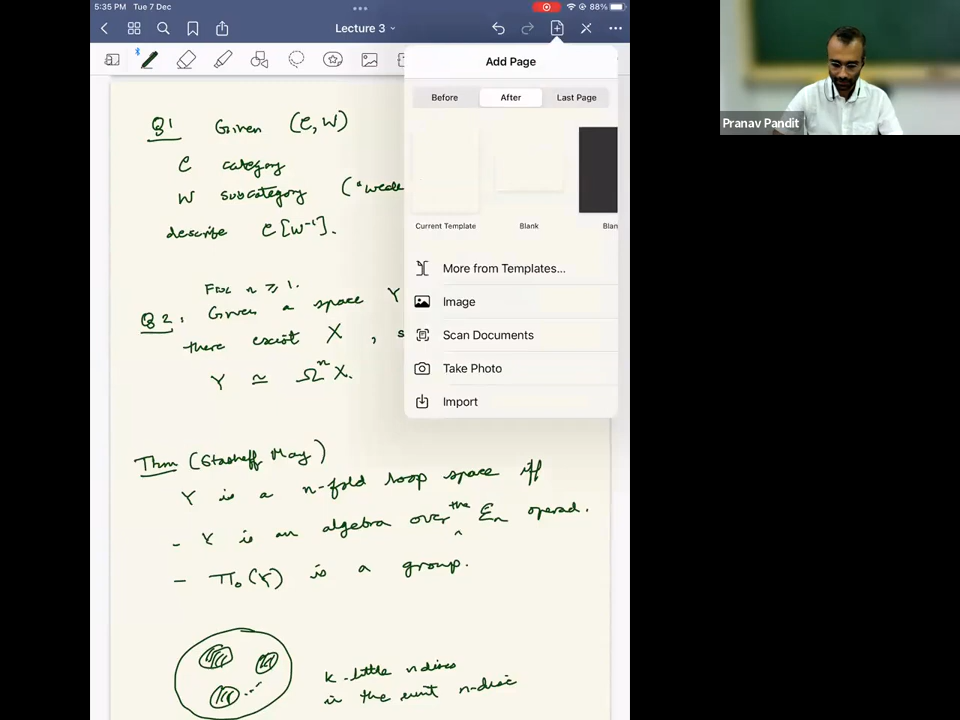 5:35 PM Tue 7 Dec
88%
Lecture 3
Add Page
Before After Last Page
Current Template Blank Blan
More from Templates...
Image
Scan Documents
Take Photo
Import
Pranav Pandit
Q1 Given (C, W)
C category
W subcategory ("weak
describe C[W⁻¹].
For n ⩾ 1.
Q2: Given a space Y
there exist X, s
Y ≃ Ωⁿ X.
Thm (Stasheff May)
Y is a n-fold loop space iff
- Y is an algebra over the Eₙ operad.
- π₀(Y) is a group.
k-little n discs
in the unit n-disc